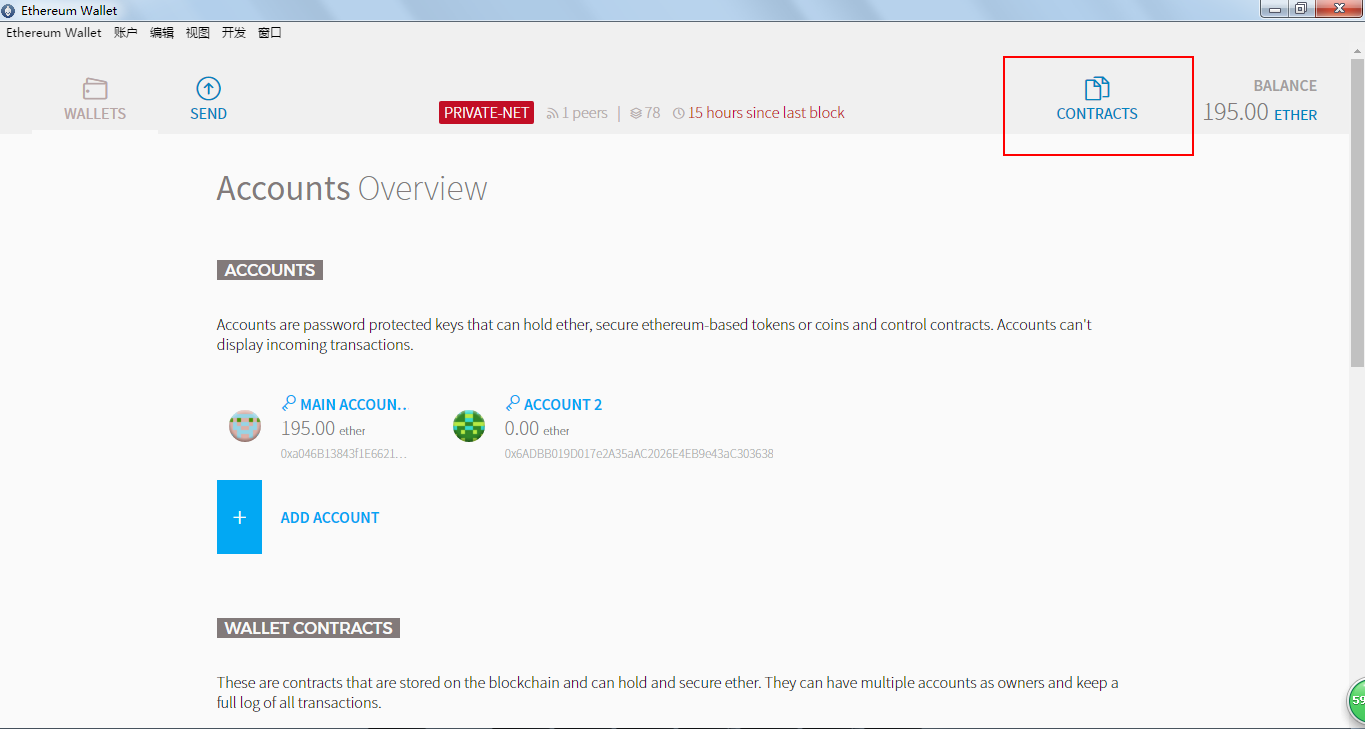 Ethereum Wallet
Ethereum Wallet 账户 编辑 视图 开发 窗口
WALLETS
SEND
PRIVATE-NET 1 peers | 78 15 hours since last block
CONTRACTS
BALANCE
195.00 ETHER
Accounts Overview
ACCOUNTS
Accounts are password protected keys that can hold ether, secure ethereum-based tokens or coins and control contracts. Accounts can't
display incoming transactions.
MAIN ACCOUN...
195.00 ether
0xa046B13843f1E6621...
ACCOUNT 2
0.00 ether
0x6ADBB019D017e2A35aAC2026E4EB9e43aC303638
+ ADD ACCOUNT
WALLET CONTRACTS
These are contracts that are stored on the blockchain and can hold and secure ether. They can have multiple accounts as owners and keep a
full log of all transactions.